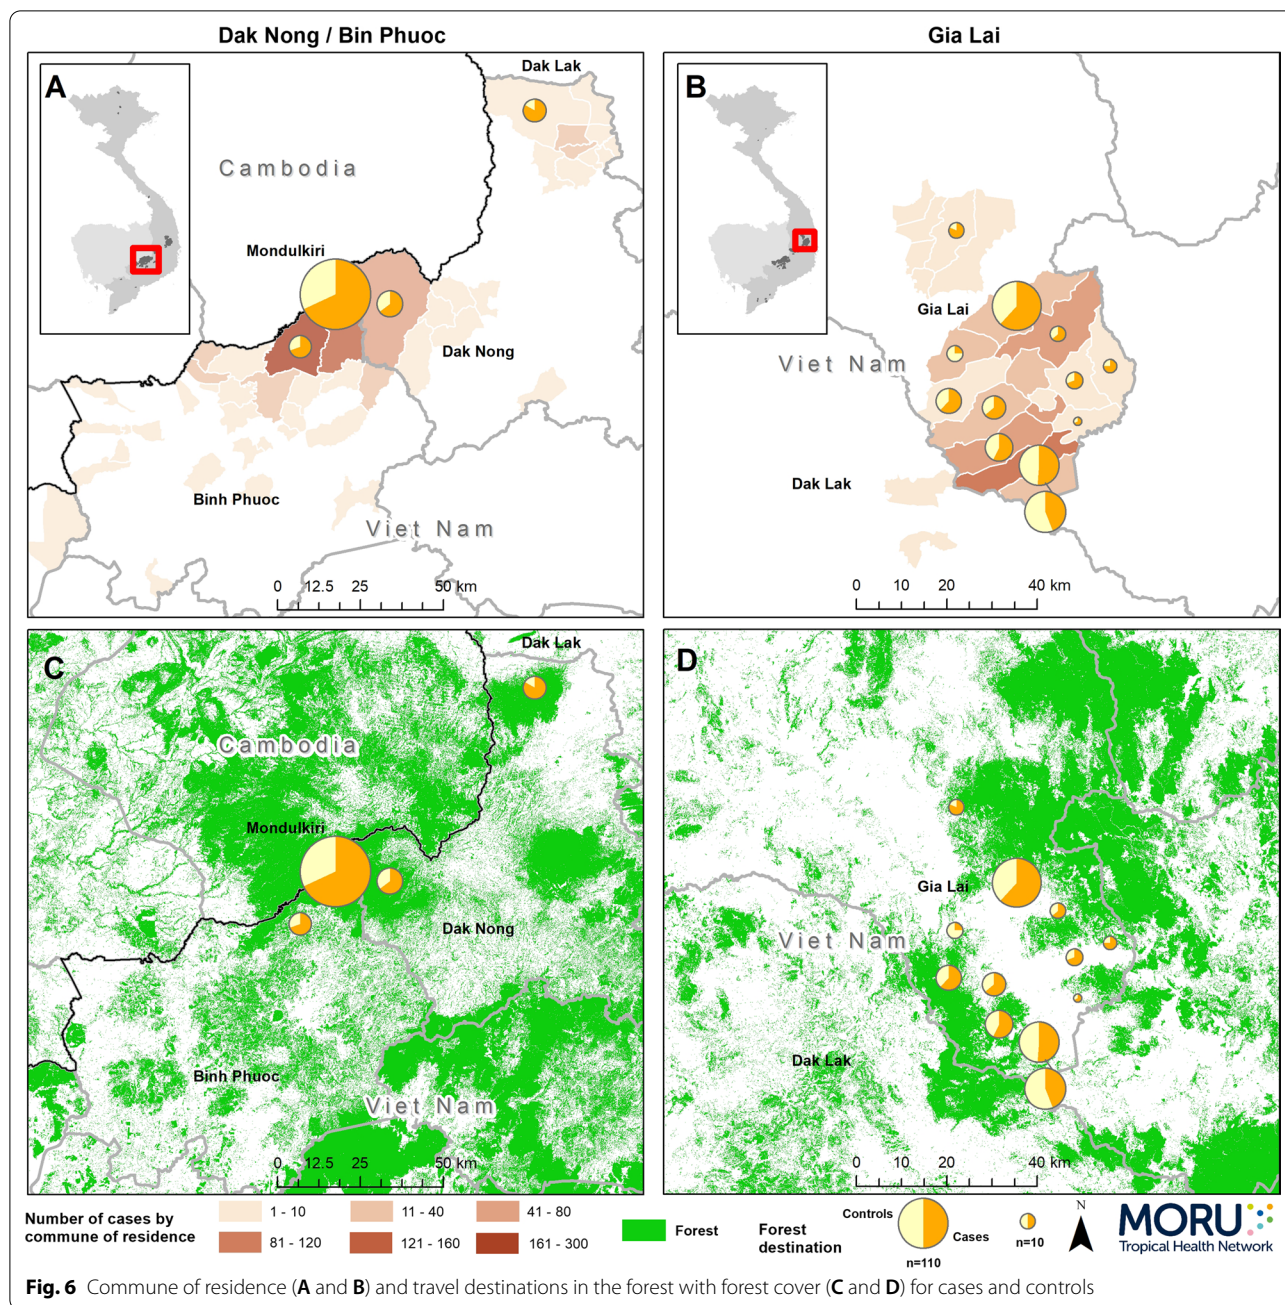 Dak Nong / Bin Phuoc
Gia Lai
A
Dak Lak
Cambodia
Mondulkiri
Dak Nong
Binh Phuoc
Viet Nam
0 12.5 25 50 km
B
Gia Lai
Viet Nam
Dak Lak
0 10 20 40 km
C
Dak Lak
Cambodia
Mondulkiri
Dak Nong
Binh Phuoc
Viet Nam
0 12.5 25 50 km
D
Gia Lai
Viet Nam
Dak Lak
0 10 20 40 km
Number of cases by
commune of residence
1 - 10
11 - 40
41 - 80
81 - 120
121 - 160
161 - 300
Forest
Forest
destination
Controls
Cases
n=110
n=10
N
MORU
Tropical Health Network
Fig. 6 Commune of residence (A and B) and travel destinations in the forest with forest cover (C and D) for cases and controls